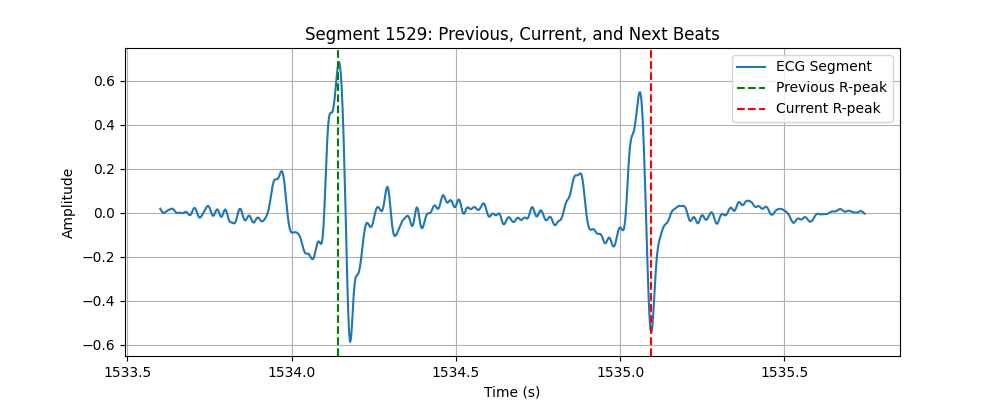 Segment 1529: Previous, Current, and Next Beats
ECG Segment
Previous R-peak
Current R-peak
Amplitude
0.6
0.4
0.2
0.0
−0.2
−0.4
−0.6
1533.5 1534.0 1534.5 1535.0 1535.5
Time (s)